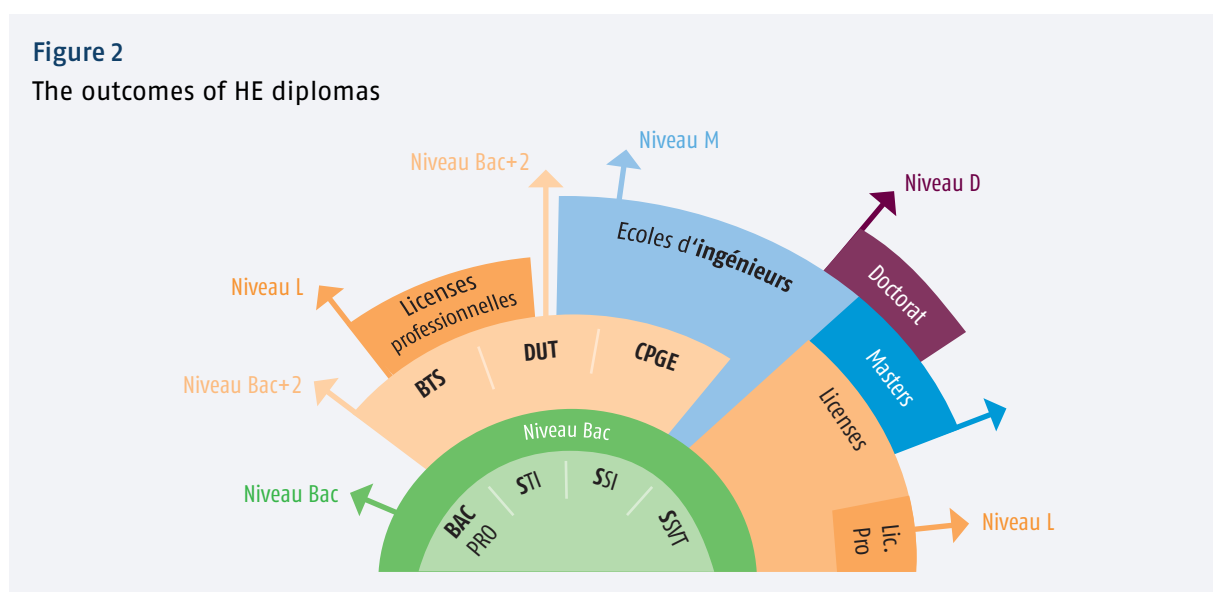 Figure 2
The outcomes of HE diplomas
Niveau M
Niveau Bac+2
Niveau D
Ecoles d'ingénieurs
Doctorat
Niveau L
Licenses
professionnelles
DUT
CPGE
BTS
Masters
Niveau Bac+2
Licenses
Niveau Bac
Niveau Bac
STI
SSI
BAC
PRO
SSVT
Lic.
Pro
Niveau L